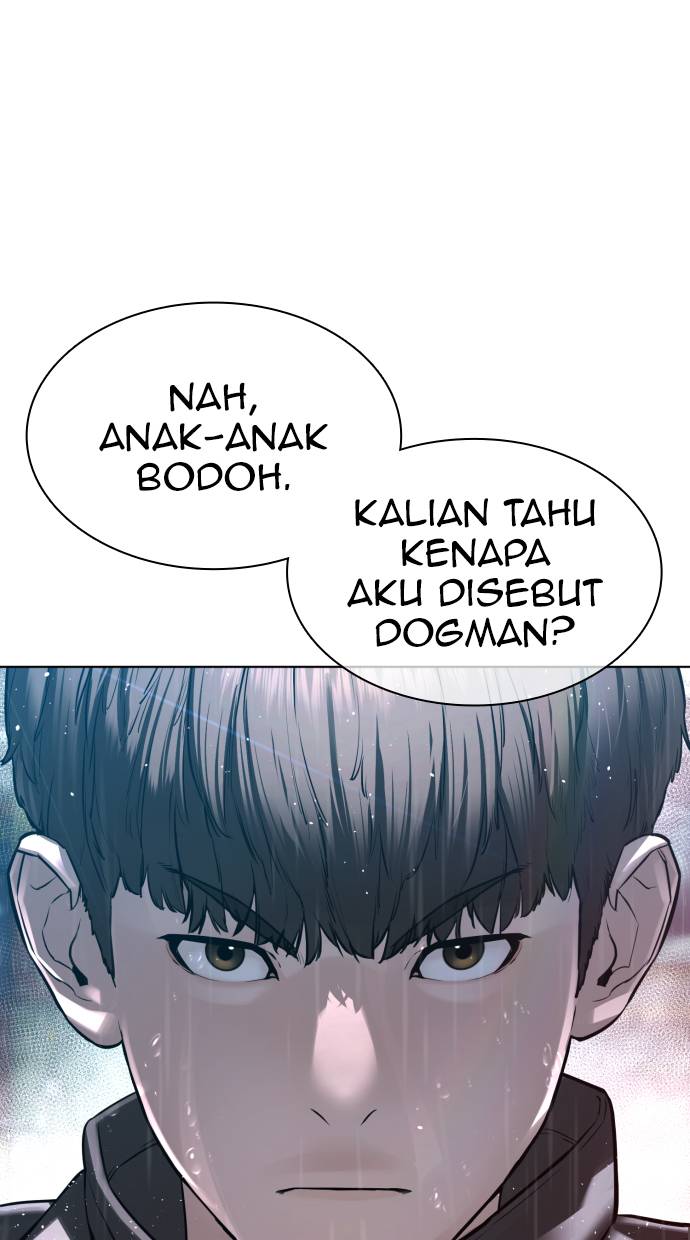 NAH,
ANAK-ANAK
BODOH.
KALIAN TAHU
KENAPA
AKU DISEBUT
DOGMAN?